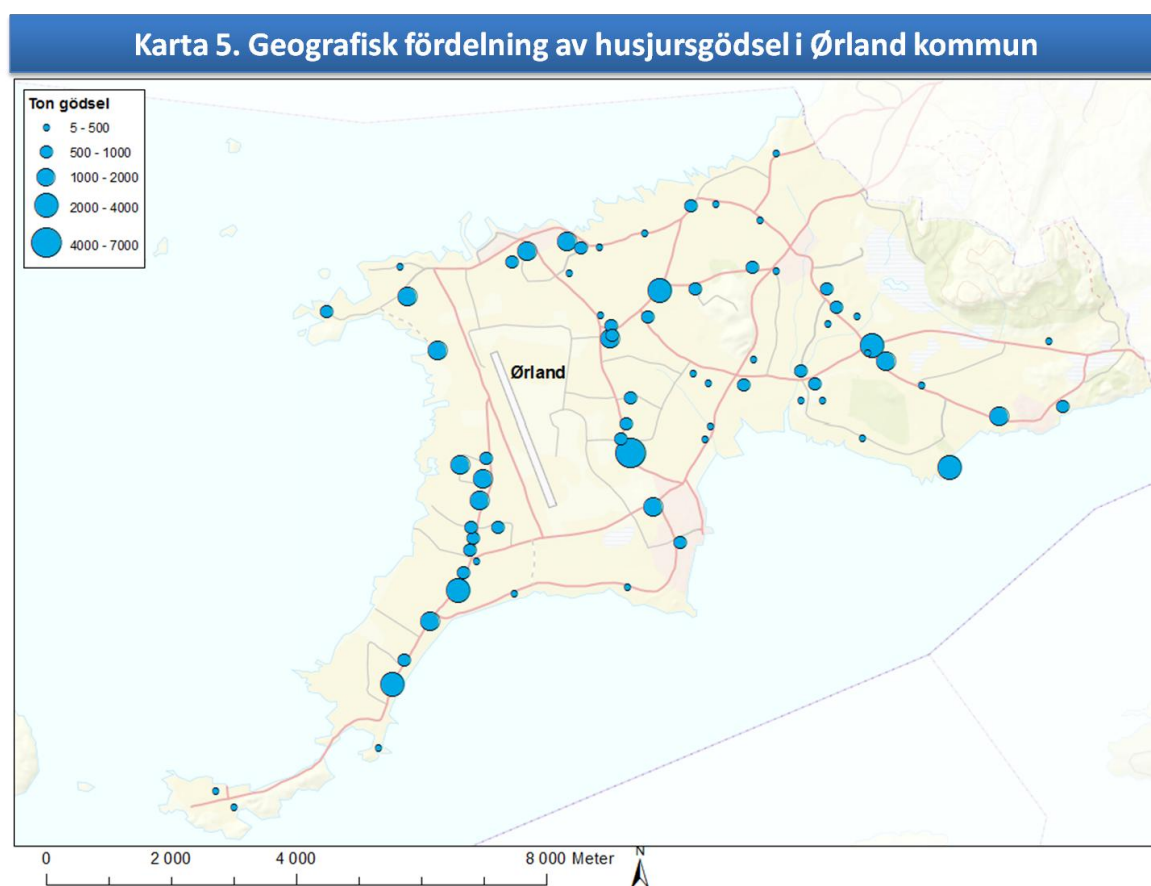 Karta 5. Geografisk fördelning av husjursgödsel i Ørland kommun
Ton gödsel
5 - 500
500 - 1000
1000 - 2000
2000 - 4000
4000 - 7000
Ørland
0 2 000 4 000 8 000 Meter
N